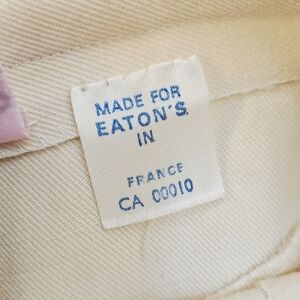 MADE FOR
EATON'S
IN
FRANCE
CA 00010